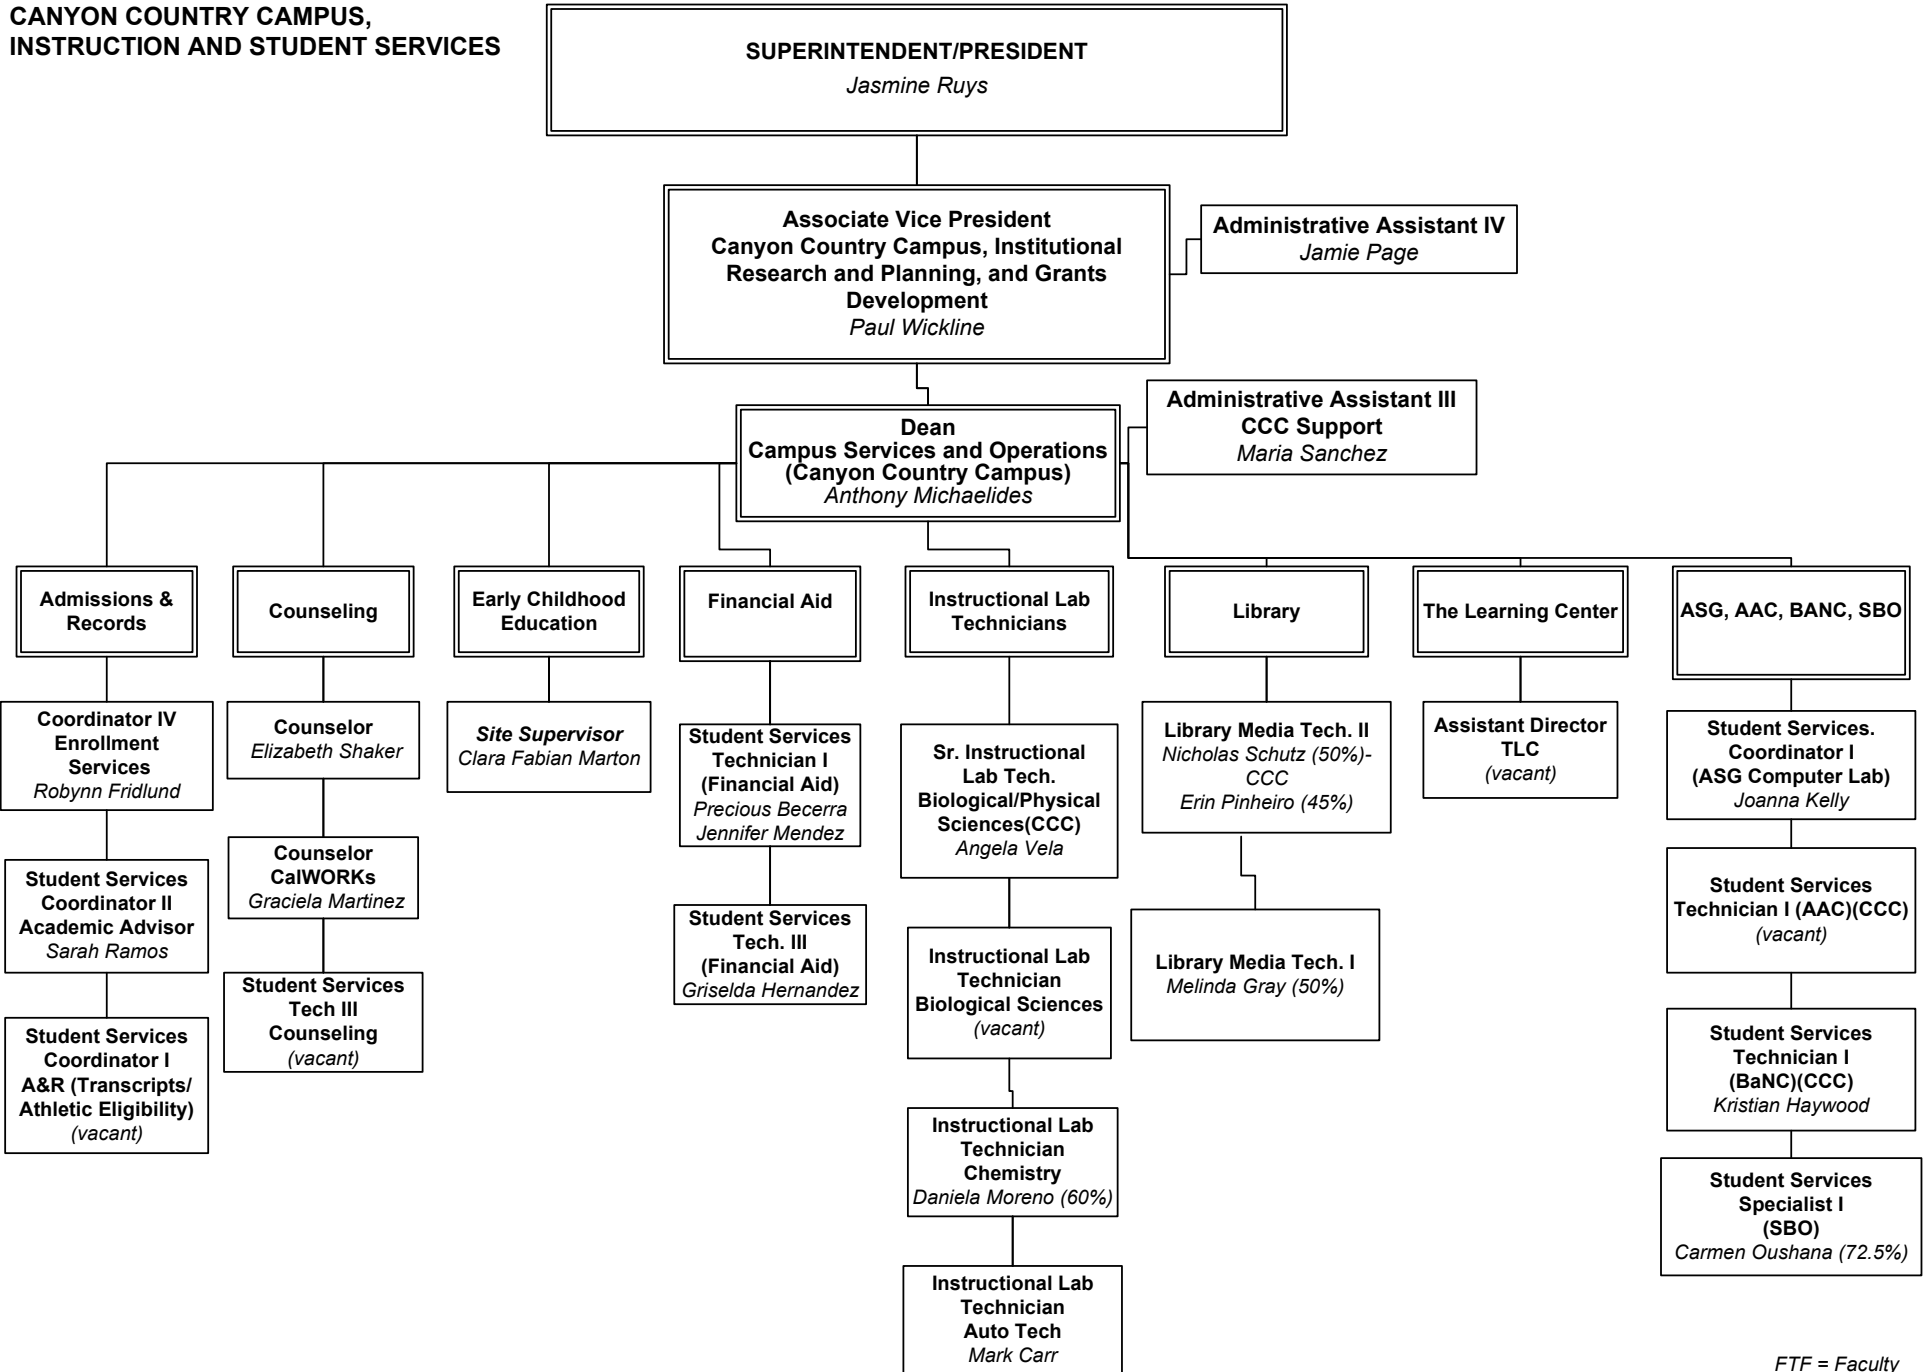 CANYON COUNTRY CAMPUS,
INSTRUCTION AND STUDENT SERVICES
SUPERINTENDENT/PRESIDENT
Jasmine Ruys
Associate Vice President
Canyon Country Campus, Institutional
Research and Planning, and Grants
Development
Paul Wickline
Administrative Assistant IV
Jamie Page
Dean
Campus Services and Operations
(Canyon Country Campus)
Anthony Michaelides
Administrative Assistant III
CCC Support
Maria Sanchez
Admissions &
Records
Coordinator IV
Enrollment
Services
Robynn Fridlund
Student Services
Coordinator II
Academic Advisor
Sarah Ramos
Student Services
Coordinator I
A&R (Transcripts/
Athletic Eligibility)
(vacant)
Counseling
Counselor
Elizabeth Shaker
Counselor
CalWORKs
Graciela Martinez
Student Services
Tech III
Counseling
(vacant)
Early Childhood
Education
Site Supervisor
Clara Fabian Marton
Financial Aid
Student Services
Technician I
(Financial Aid)
Precious Becerra
Jennifer Mendez
Student Services
Tech. III
(Financial Aid)
Griselda Hernandez
Instructional Lab
Technicians
Sr. Instructional
Lab Tech.
Biological/Physical
Sciences(CCC)
Angela Vela
Instructional Lab
Technician
Biological Sciences
(vacant)
Instructional Lab
Technician
Chemistry
Daniela Moreno (60%)
Instructional Lab
Technician
Auto Tech
Mark Carr
Library
Library Media Tech. II
Nicholas Schutz (50%)-
CCC
Erin Pinheiro (45%)
Library Media Tech. I
Melinda Gray (50%)
The Learning Center
Assistant Director
TLC
(vacant)
ASG, AAC, BANC, SBO
Student Services.
Coordinator I
(ASG Computer Lab)
Joanna Kelly
Student Services
Technician I (AAC)(CCC)
(vacant)
Student Services
Technician I
(BaNC)(CCC)
Kristian Haywood
Student Services
Specialist I
(SBO)
Carmen Oushana (72.5%)
FTF = Faculty